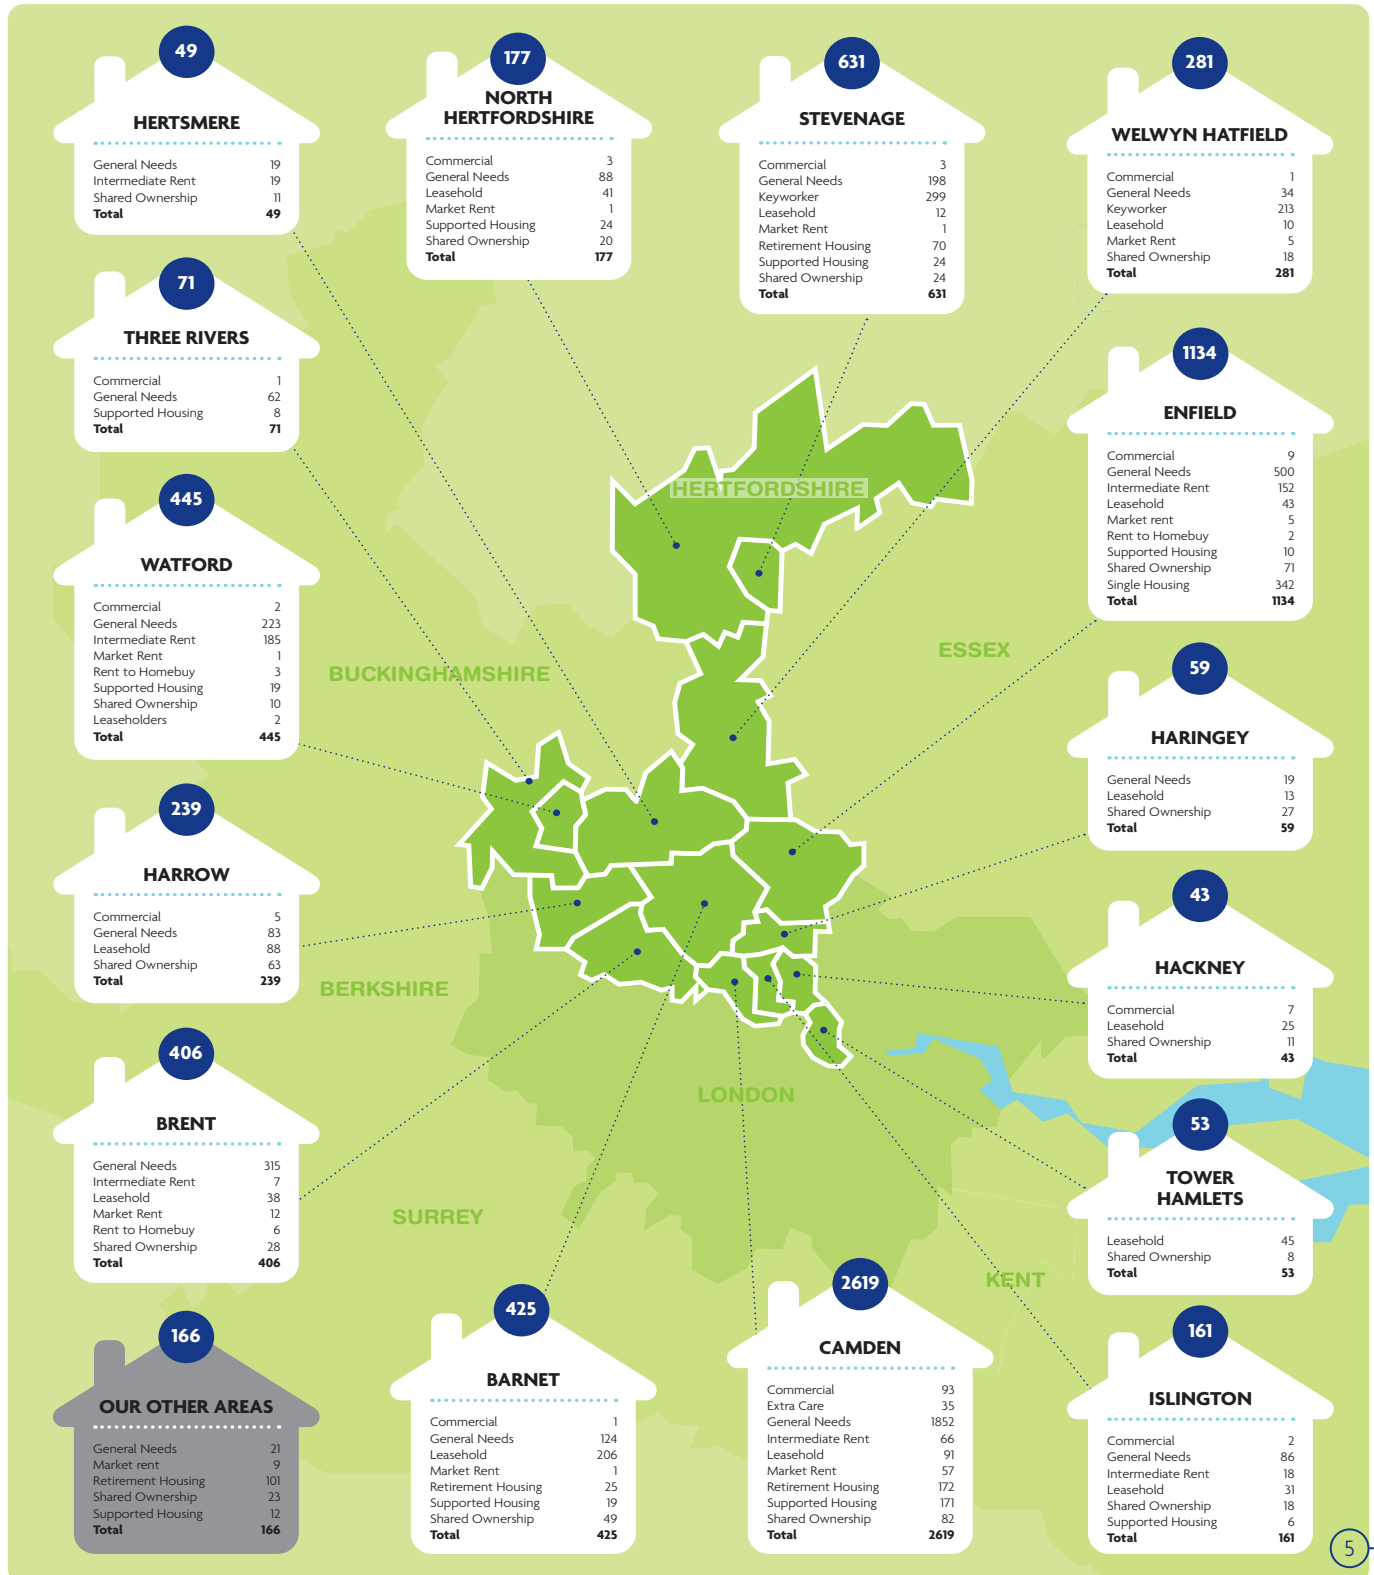 49
HERTSMERE
General Needs 19
Intermediate Rent 19
Shared Ownership 11
Total 49
177
NORTH
HERTFORDSHIRE
Commercial 3
General Needs 88
Leasehold 41
Market Rent 1
Supported Housing 24
Shared Ownership 20
Total 177
631
STEVENAGE
Commercial 3
General Needs 198
Keyworker 299
Leasehold 12
Market Rent 1
Retirement Housing 70
Supported Housing 24
Shared Ownership 24
Total 631
281
WELWYN HATFIELD
Commercial 1
General Needs 34
Keyworker 213
Leasehold 10
Market Rent 5
Shared Ownership 18
Total 281
71
THREE RIVERS
Commercial 1
General Needs 62
Supported Housing 8
Total 71
1134
ENFIELD
Commercial 9
General Needs 500
Intermediate Rent 152
Leasehold 43
Market rent 5
Rent to Homebuy 2
Supported Housing 10
Shared Ownership 71
Single Housing 342
Total 1134
445
WATFORD
Commercial 2
General Needs 223
Intermediate Rent 185
Market Rent 1
Rent to Homebuy 3
Supported Housing 19
Shared Ownership 10
Leaseholders 2
Total 445
HERTFORDSHIRE
BUCKINGHAMSHIRE
ESSEX
59
HARINGEY
General Needs 19
Leasehold 13
Shared Ownership 27
Total 59
239
HARROW
Commercial 5
General Needs 83
Leasehold 88
Shared Ownership 63
Total 239
43
HACKNEY
Commercial 7
Leasehold 25
Shared Ownership 11
Total 43
BERKSHIRE
LONDON
406
BRENT
General Needs 315
Intermediate Rent 7
Leasehold 38
Market Rent 12
Rent to Homebuy 6
Shared Ownership 28
Total 406
53
TOWER
HAMLETS
Leasehold 45
Shared Ownership 8
Total 53
SURREY
KENT
166
OUR OTHER AREAS
General Needs 21
Market rent 9
Retirement Housing 101
Shared Ownership 23
Supported Housing 12
Total 166
425
BARNET
Commercial 1
General Needs 124
Leasehold 206
Market Rent 1
Retirement Housing 25
Supported Housing 19
Shared Ownership 49
Total 425
2619
CAMDEN
Commercial 93
Extra Care 35
General Needs 1852
Intermediate Rent 66
Leasehold 91
Market Rent 57
Retirement Housing 172
Supported Housing 171
Shared Ownership 82
Total 2619
161
ISLINGTON
Commercial 2
General Needs 86
Intermediate Rent 18
Leasehold 31
Shared Ownership 18
Supported Housing 6
Total 161
5